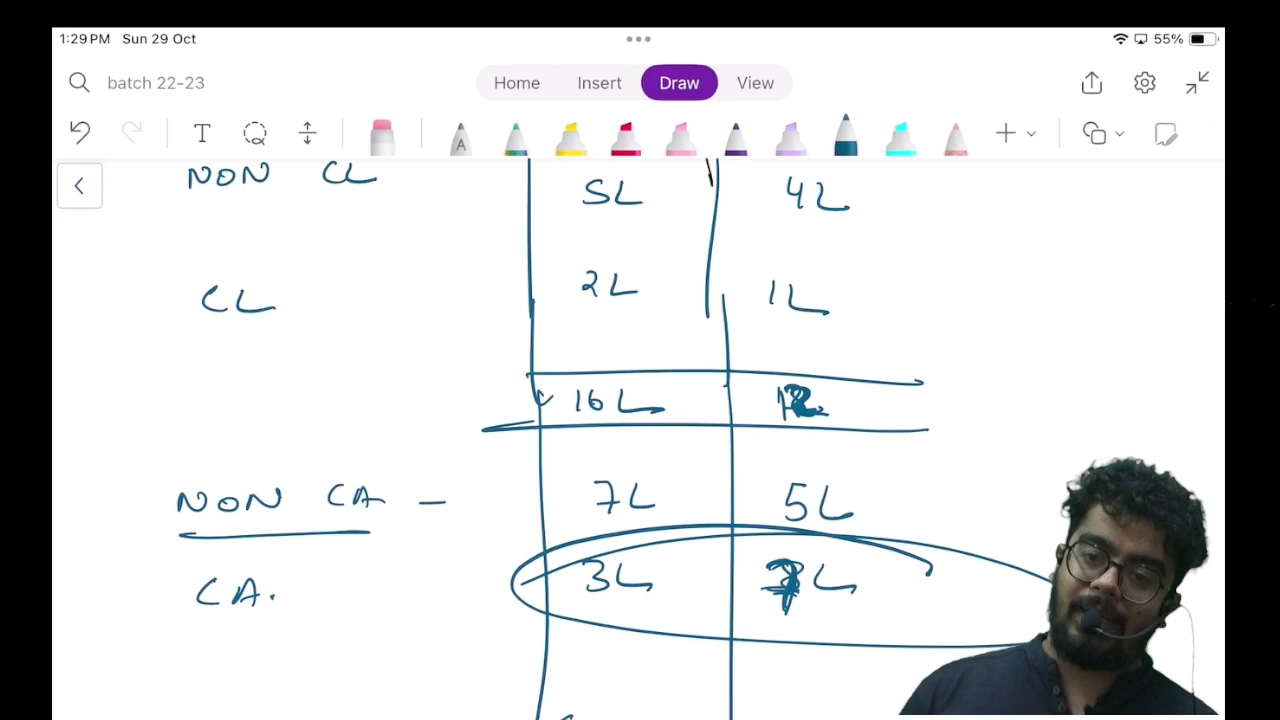 1:29 PM Sun 29 Oct 55%
batch 22-23 Home Insert Draw View
T A
NON CL 5L 4L
CL 2L 1L
16L
NON CA - 7L 5L
CA. 3L L